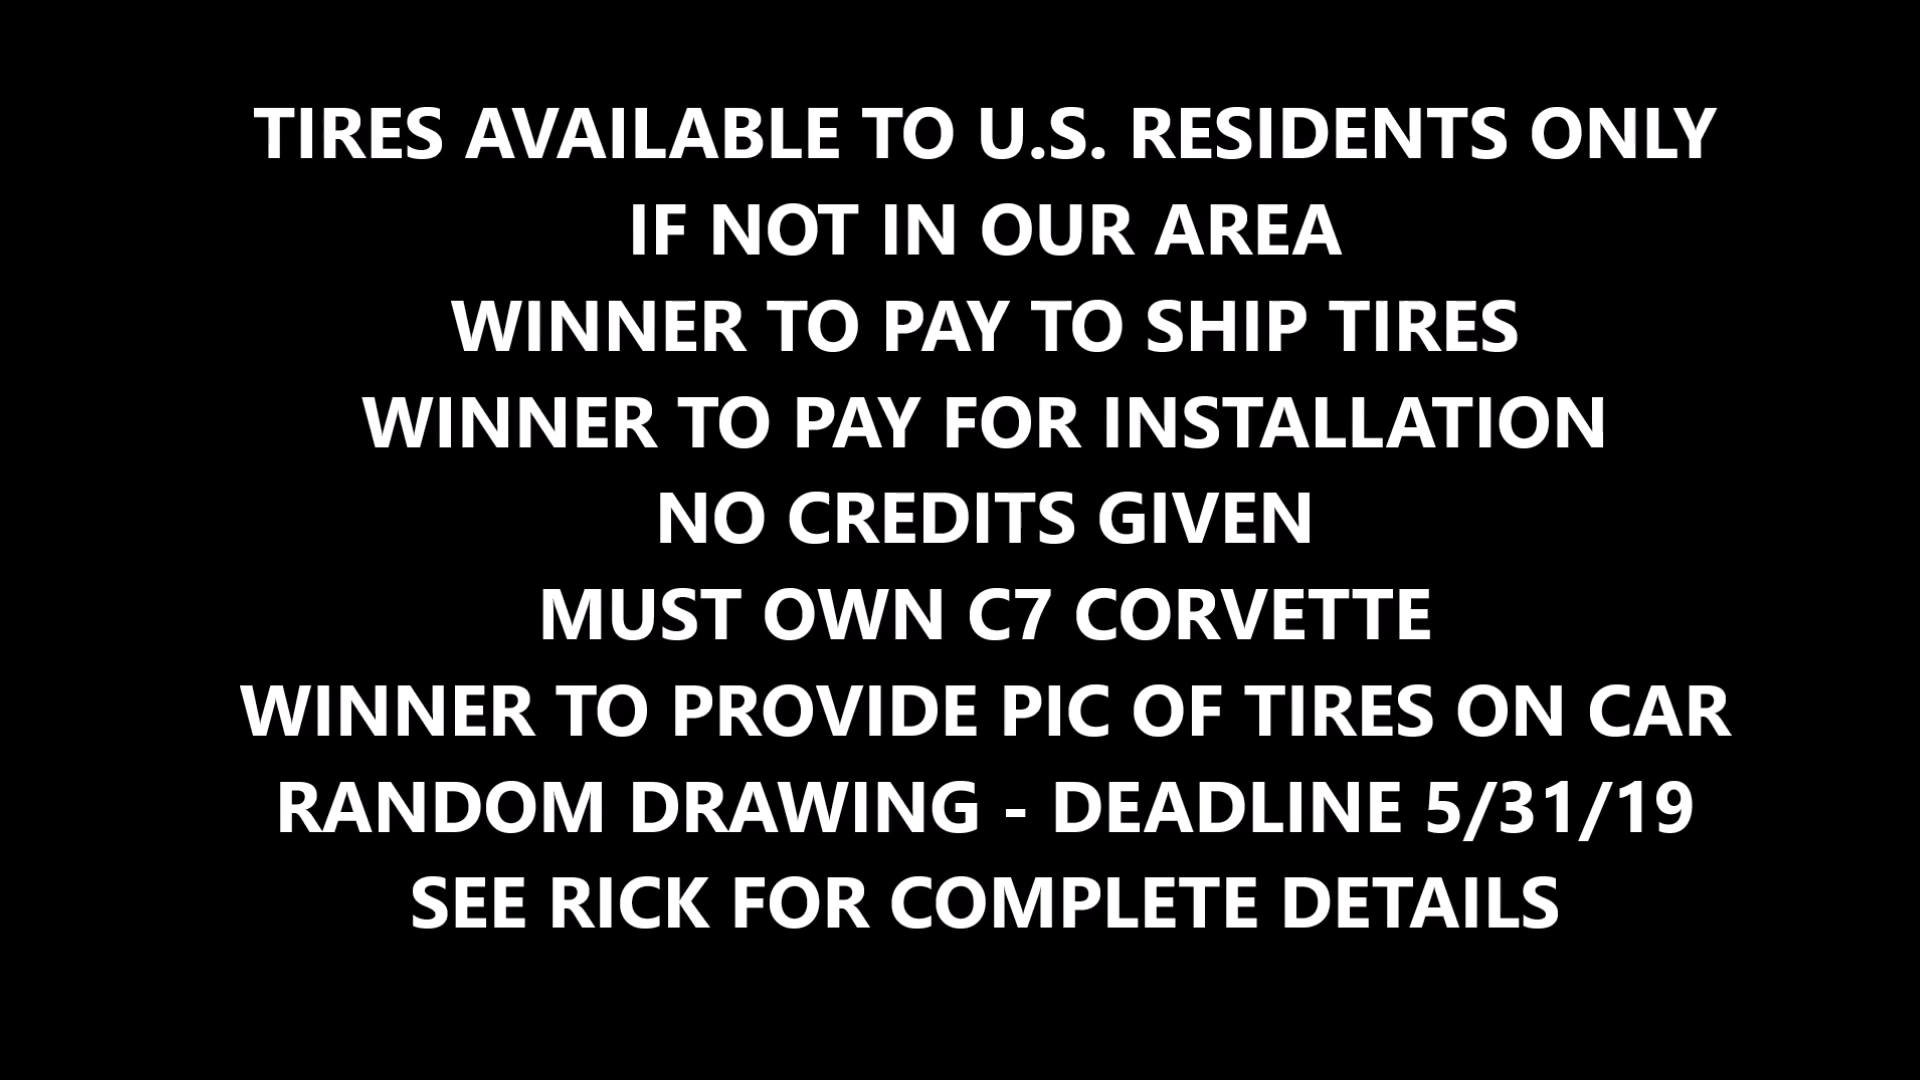 TIRES AVAILABLE TO U.S. RESIDENTS ONLY
IF NOT IN OUR AREA
WINNER TO PAY TO SHIP TIRES
WINNER TO PAY FOR INSTALLATION
NO CREDITS GIVEN
MUST OWN C7 CORVETTE
WINNER TO PROVIDE PIC OF TIRES ON CAR
RANDOM DRAWING - DEADLINE 5/31/19
SEE RICK FOR COMPLETE DETAILS